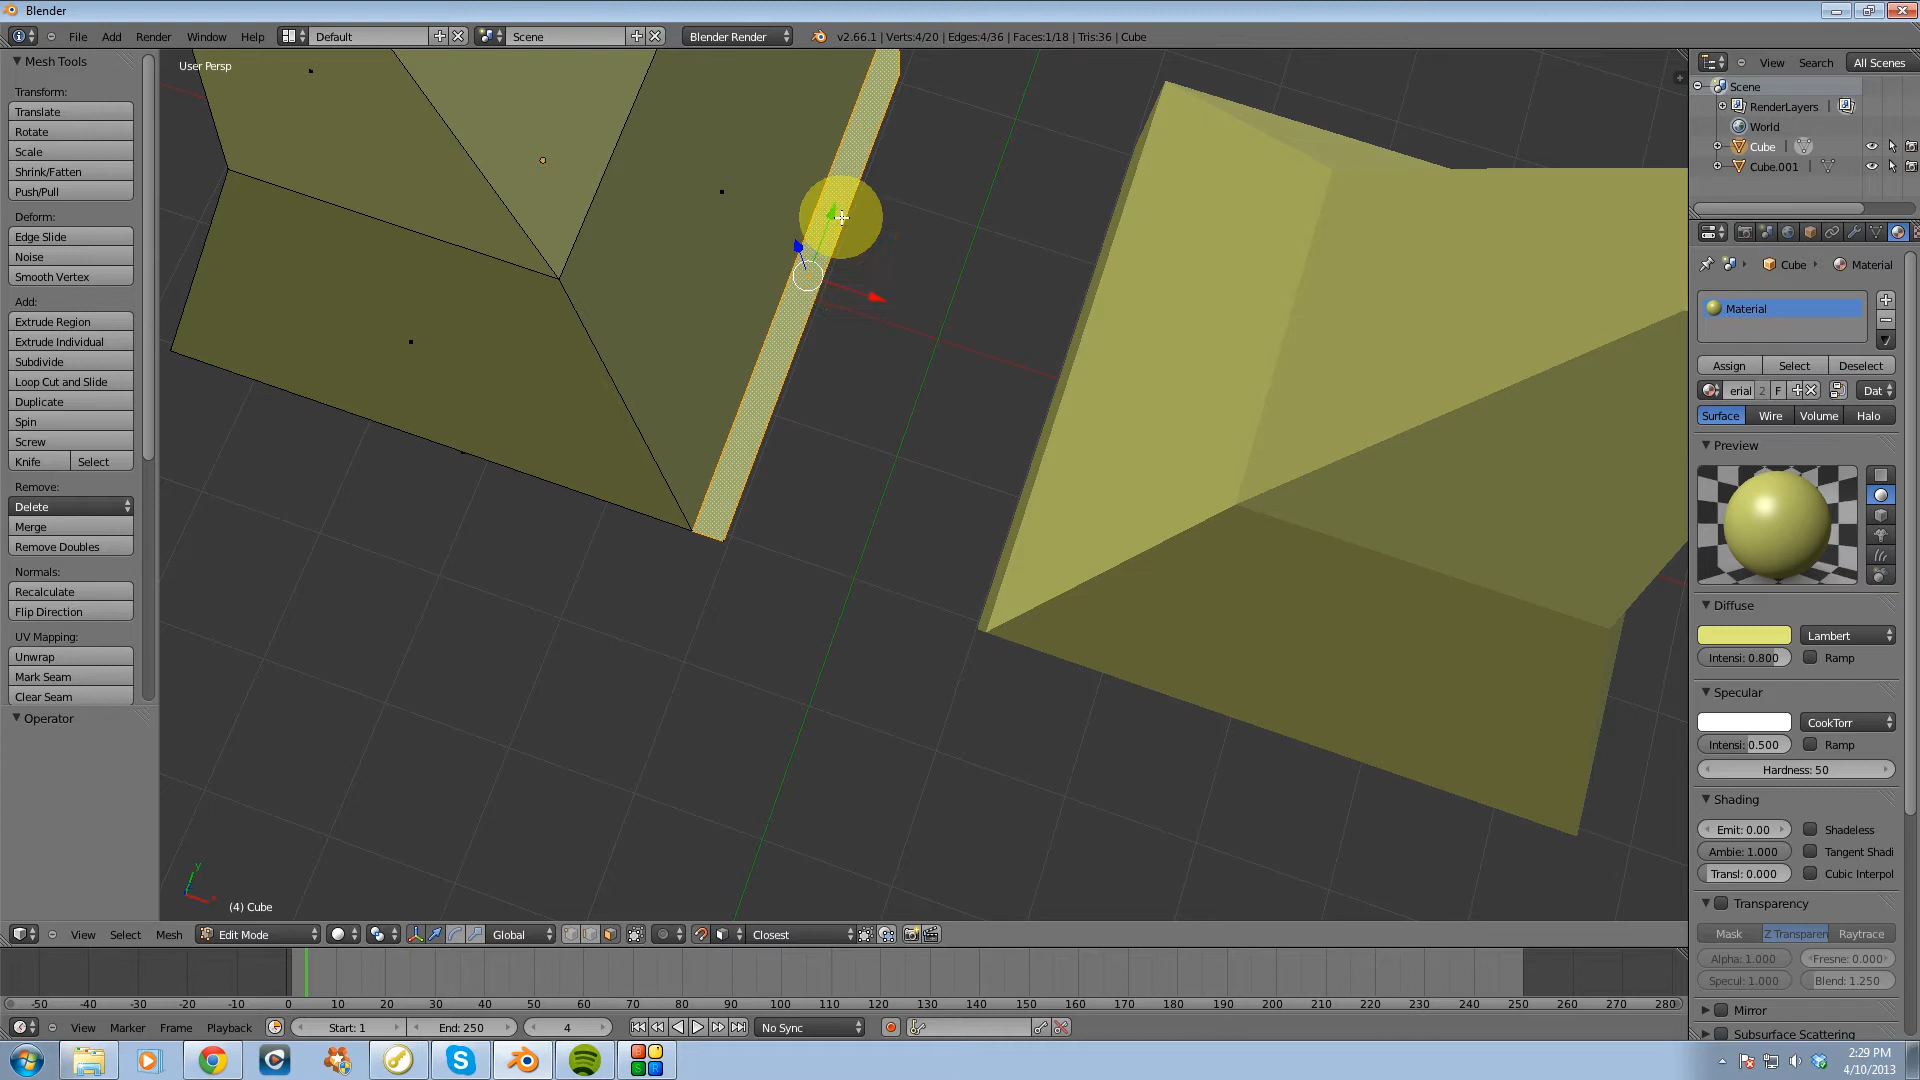 Blender
File Add Render Window Help Default Scene Blender Render v2.66.1 | Verts:4/20 | Edges:4/36 | Faces:1/18 | Tris:36 | Cube
Mesh Tools
Transform:
Translate
Rotate
Scale
Shrink/Fatten
Push/Pull
Deform:
Edge Slide
Noise
Smooth Vertex
Add:
Extrude Region
Extrude Individual
Subdivide
Loop Cut and Slide
Duplicate
Spin
Screw
Knife Select
Remove:
Delete
Merge
Remove Doubles
Normals:
Recalculate
Flip Direction
UV Mapping:
Unwrap
Mark Seam
Clear Seam
Operator
User Persp
(4) Cube
View Search All Scenes
Scene
RenderLayers |
World
Cube |
Cube.001 |
Cube Material
Material
Assign Select Deselect
erial 2 F Dat
Surface Wire Volume Halo
Preview
Diffuse
Lambert
Intensi: 0.800 Ramp
Specular
CookTorr
Intensi: 0.500 Ramp
Hardness: 50
Shading
Emit: 0.00 Shadeless
Ambie: 1.000 Tangent Shadi
Transl: 0.000 Cubic Interpol
Transparency
Mask Z Transparen Raytrace
Alpha: 1.000 Fresne: 0.000
Specul: 1.000 Blend: 1.250
Mirror
Subsurface Scattering
View Select Mesh Edit Mode Global Closest
-50 -40 -30 -20 -10 0 10 20 30 40 50 60 70 80 90 100 110 120 130 140 150 160 170 180 190 200 210 220 230 240 250 260 270 280
View Marker Frame Playback Start: 1 End: 250 4 No Sync
2:29 PM
4/10/2013